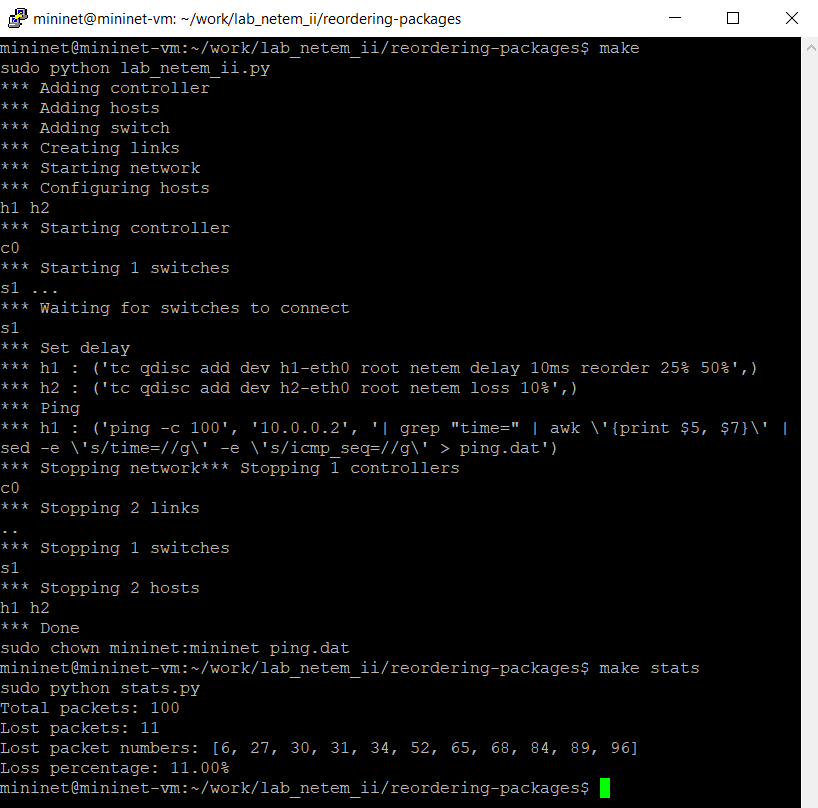 mininet@mininet-vm: ~/work/lab_netem_ii/reordering-packages
mininet@mininet-vm:~/work/lab_netem_ii/reordering-packages$ make
sudo python lab_netem_ii.py
*** Adding controller
*** Adding hosts
*** Adding switch
*** Creating links
*** Starting network
*** Configuring hosts
h1 h2
*** Starting controller
c0
*** Starting 1 switches
s1 ...
*** Waiting for switches to connect
s1
*** Set delay
*** h1 : ('tc qdisc add dev h1-eth0 root netem delay 10ms reorder 25% 50%',)
*** h2 : ('tc qdisc add dev h2-eth0 root netem loss 10%',)
*** Ping
*** h1 : ('ping -c 100', '10.0.0.2', '| grep "time=" | awk \'{print $5, $7}\' |
sed -e \'s/time=//g\' -e \'s/icmp_seq=//g\' > ping.dat')
*** Stopping network*** Stopping 1 controllers
c0
*** Stopping 2 links
..
*** Stopping 1 switches
s1
*** Stopping 2 hosts
h1 h2
*** Done
sudo chown mininet:mininet ping.dat
mininet@mininet-vm:~/work/lab_netem_ii/reordering-packages$ make stats
sudo python stats.py
Total packets: 100
Lost packets: 11
Lost packet numbers: [6, 27, 30, 31, 34, 52, 65, 68, 84, 89, 96]
Loss percentage: 11.00%
mininet@mininet-vm:~/work/lab_netem_ii/reordering-packages$